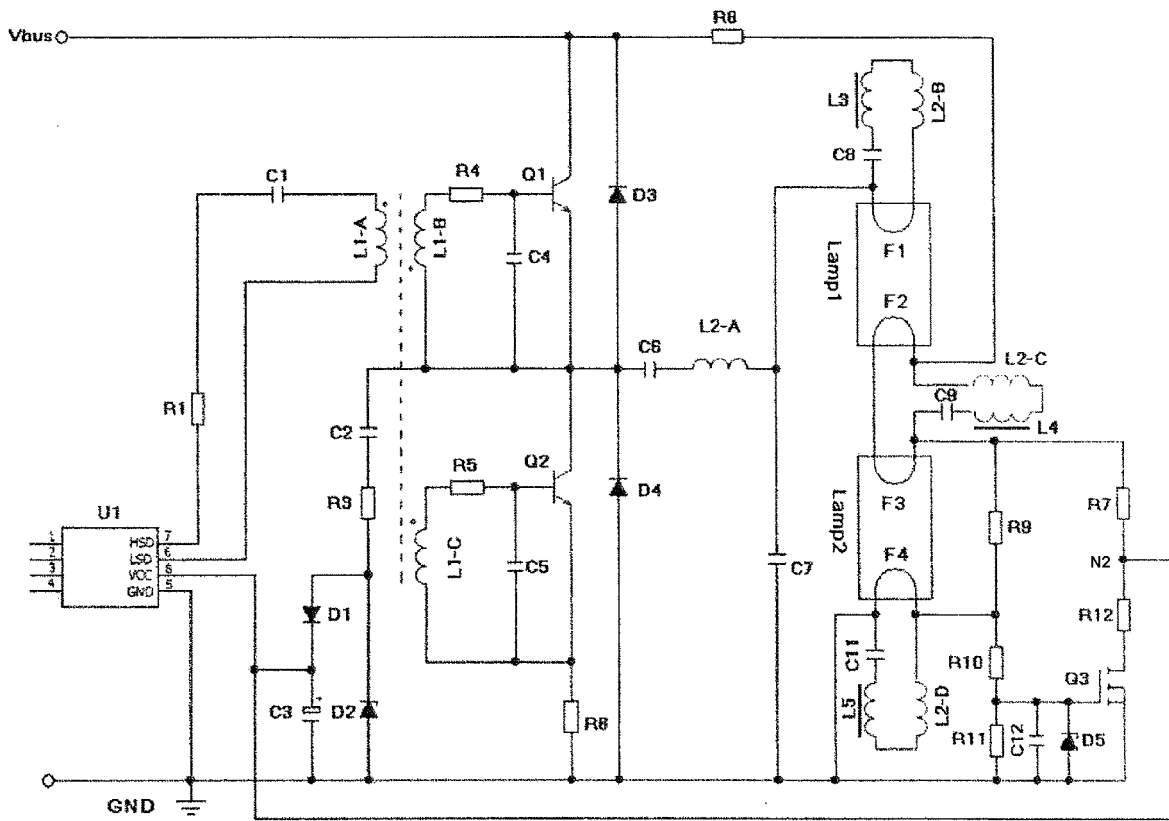 R8
Vbus
L3
L2-B
C8
C1
R4
Q1
D3
L1-A
L1-B
C4
F1
Lamp1
F2
L2-A
C6
L2-C
C9
L4
R1
C2
R5
Q2
R3
D4
F3
Lamp2
F4
R9
R7
U1
1
2
3
4
HSD
LSD
VCC
GND
7
6
6
5
L1-C
C5
C7
N2
D1
R12
C11
R10
Q3
C3
D2
R6
L5
L2-D
R11
C12
D5
GND